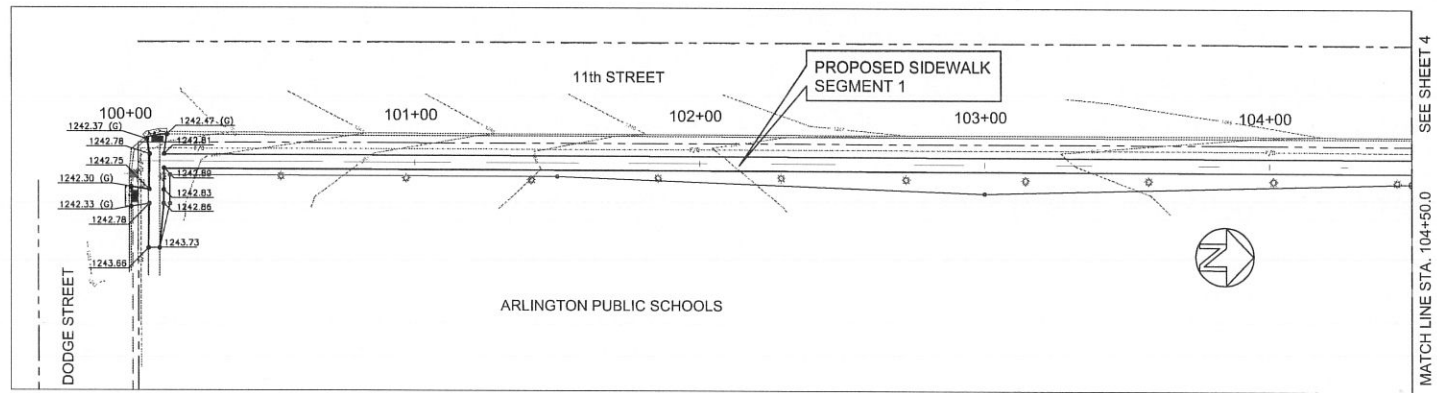 11th STREET
PROPOSED SIDEWALK
SEGMENT 1
100+00
101+00
102+00
103+00
104+00
1242.37 (G)
1242.47 (G)
1242.78
1242.81
1242.75
1242.89
1242.30 (G)
1242.83
1242.33 (G)
1242.86
1242.78
1243.73
1243.66
DODGE STREET
ARLINGTON PUBLIC SCHOOLS
N
SEE SHEET 4
MATCH LINE STA. 104+50.0